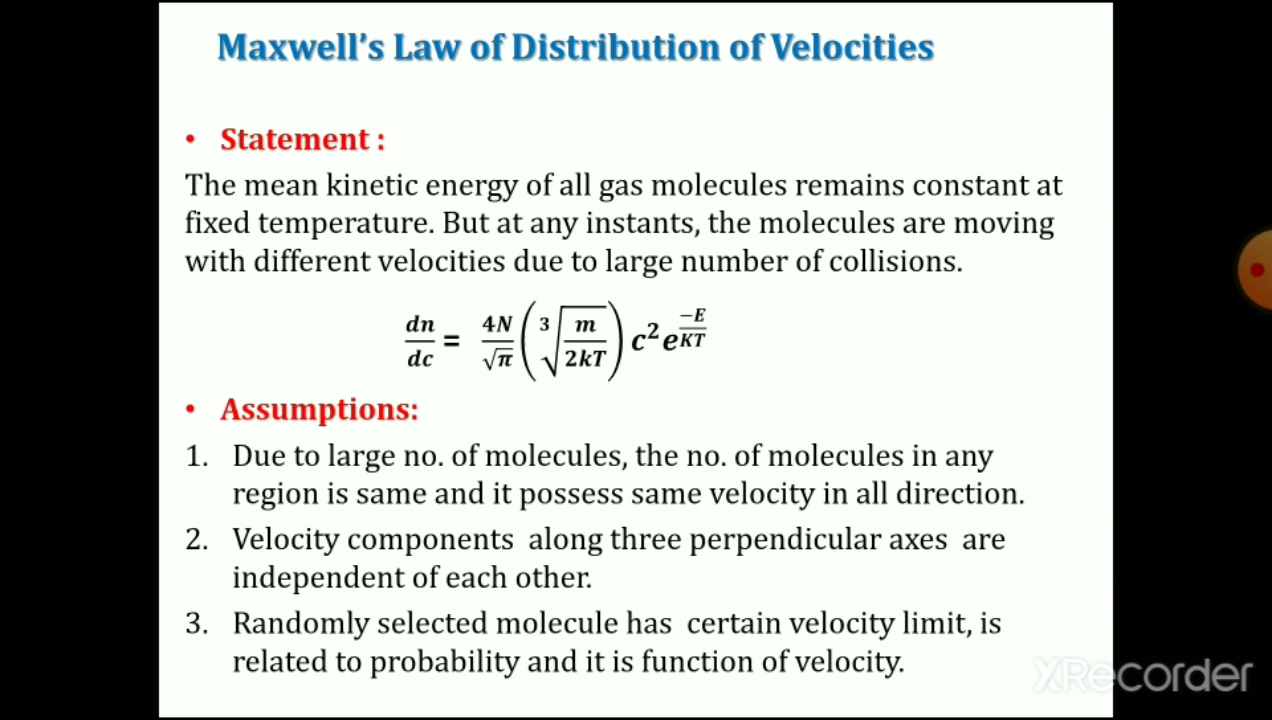 Maxwell's Law of Distribution of Velocities
• Statement :
The mean kinetic energy of all gas molecules remains constant at
fixed temperature. But at any instants, the molecules are moving
with different velocities due to large number of collisions.
dn/dc = 4N/√π (∛(m/2kT)) c² e^(−E/KT)
• Assumptions:
1. Due to large no. of molecules, the no. of molecules in any
region is same and it possess same velocity in all direction.
2. Velocity components along three perpendicular axes are
independent of each other.
3. Randomly selected molecule has certain velocity limit, is
related to probability and it is function of velocity.
XRecorder